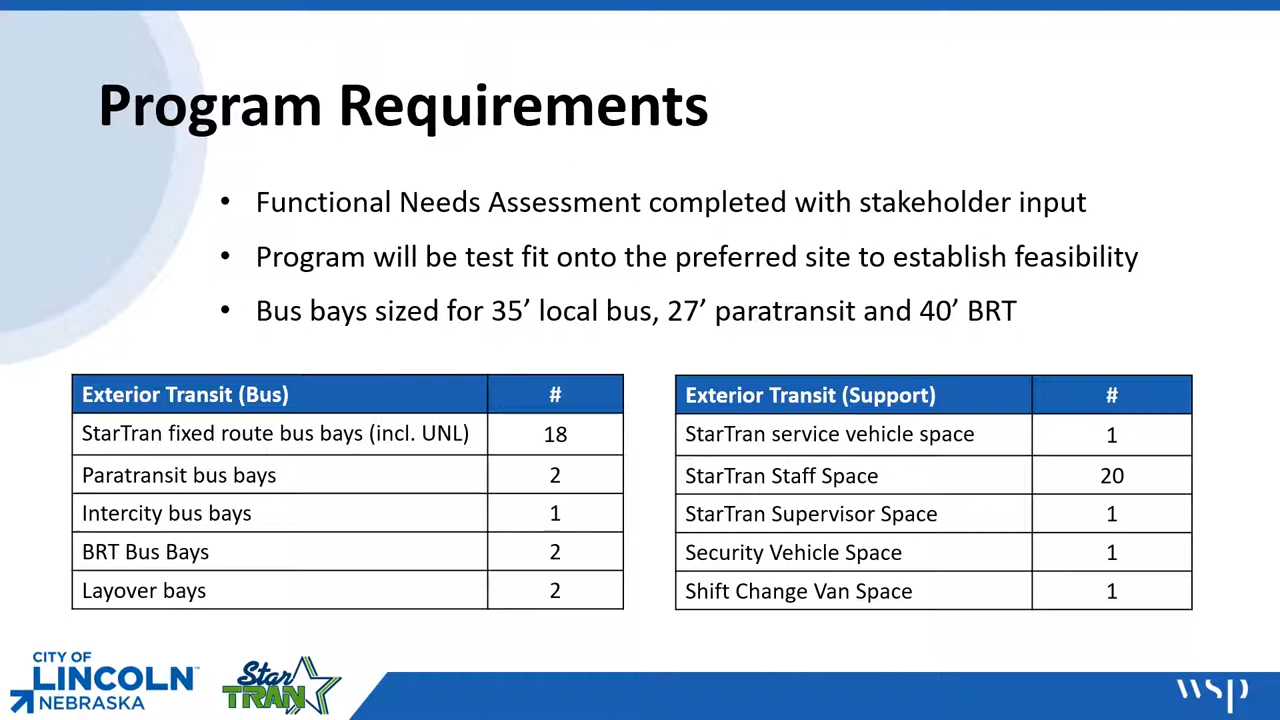 Program Requirements
• Functional Needs Assessment completed with stakeholder input
• Program will be test fit onto the preferred site to establish feasibility
• Bus bays sized for 35’ local bus, 27’ paratransit and 40’ BRT
Exterior Transit (Bus) #
StarTran fixed route bus bays (incl. UNL) 18
Paratransit bus bays 2
Intercity bus bays 1
BRT Bus Bays 2
Layover bays 2
Exterior Transit (Support) #
StarTran service vehicle space 1
StarTran Staff Space 20
StarTran Supervisor Space 1
Security Vehicle Space 1
Shift Change Van Space 1
CITY OF
LINCOLN™
NEBRASKA
Star
TRAN
wsp